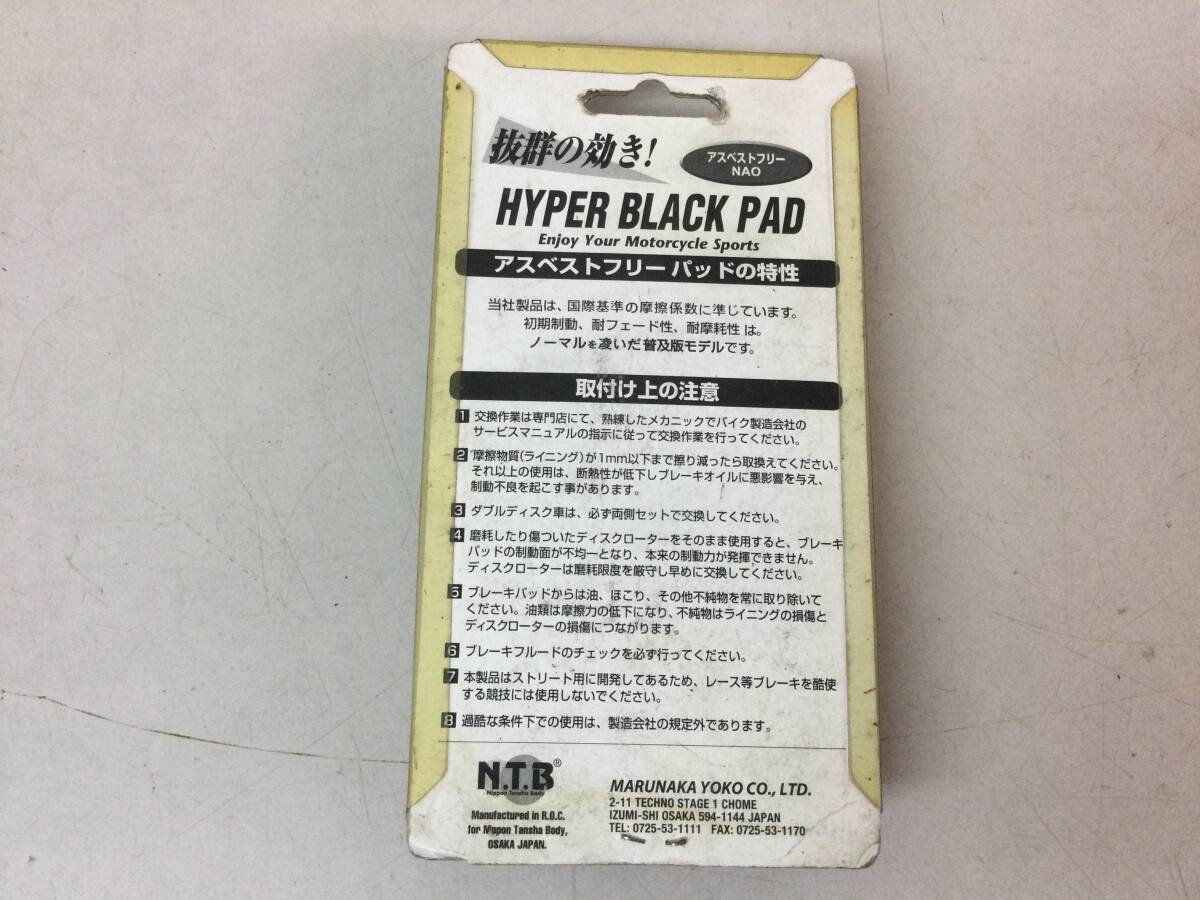 抜群の効き!
アスベストフリー
NAO
HYPER BLACK PAD
Enjoy Your Motorcycle Sports
アスベストフリー パッドの特性
当社製品は、国際基準の摩擦係数に準じています。
初期制動、耐フェード性、耐摩耗性 は。
ノーマルを凌いだ普及版モデルです。
取付け上の注意
1 交換作業は専門店にて、熟練したメカニックでバイク製造会社の
サービスマニュアルの指示に従って交換作業を行ってください。
2 摩擦物質(ライニング)が1mm以下まで擦り減ったら取換えてください。
それ以上の使用は、断熱性が低下しブレーキオイルに悪影響を与え、
制動不良を起こす事があります。
3 ダブルディスク車は、必ず両側セットで交換してください。
4 磨耗したり傷ついたディスクローターをそのまま使用すると、ブレーキ
パッドの制動面が不均一となり、本来の制動力が発揮できません。
ディスクローターは磨耗限度を厳守し早めに交換してください。
5 ブレーキパッドからは油、ほこり、その他不純物を常に取り除いて
ください。油類は摩擦力の低下になり、不純物はライニングの損傷と
ディスクローターの損傷につながります。
6 ブレーキフルードのチェックを必ず行ってください。
7 本製品はストリート用に開発してあるため、レース等ブレーキを酷使
する競技には使用しないでください。
8 過酷な条件下での使用は、製造会社の規定外であります。
N.T.B®
Nippon Tansha Body
Manufactured in R.O.C.
for Nippon Tansha Body,
OSAKA JAPAN.
MARUNAKA YOKO CO., LTD.
2-11 TECHNO STAGE 1 CHOME
IZUMI-SHI OSAKA 594-1144 JAPAN
TEL: 0725-53-1111 FAX: 0725-53-1170